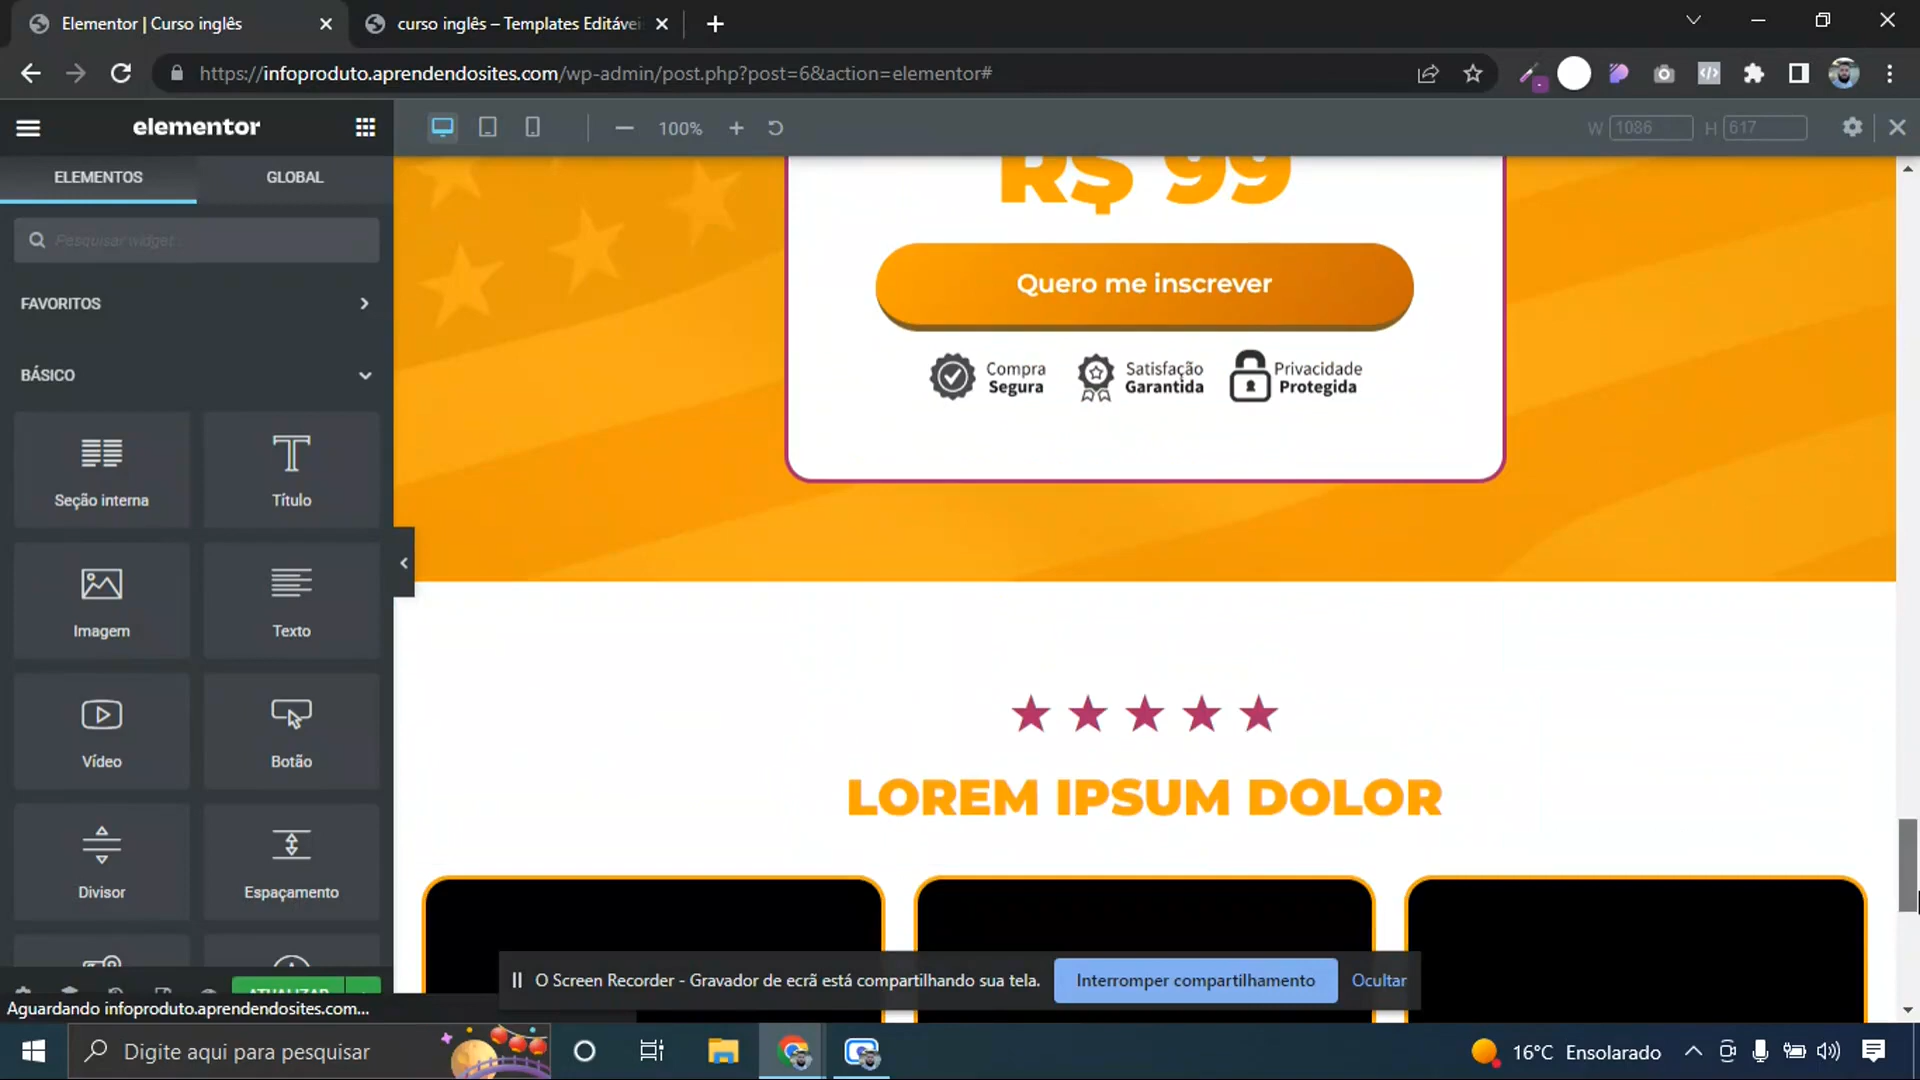 Elementor | Curso inglês
curso inglês – Templates Editávei
https://infoproduto.aprendendosites.com/wp-admin/post.php?post=6&action=elementor#
elementor
100%
W 1086 H 617
ELEMENTOS
GLOBAL
Pesquisar widget...
FAVORITOS
BÁSICO
Seção interna
Título
Imagem
Texto
Vídeo
Botão
Divisor
Espaçamento
ATUALIZAR
Aguardando infoproduto.aprendendosites.com...
R$ 99
Quero me inscrever
Compra
Segura
Satisfação
Garantida
Privacidade
Protegida
LOREM IPSUM DOLOR
O Screen Recorder - Gravador de ecrã está compartilhando sua tela.
Interromper compartilhamento
Ocultar
Digite aqui para pesquisar
16°C Ensolarado